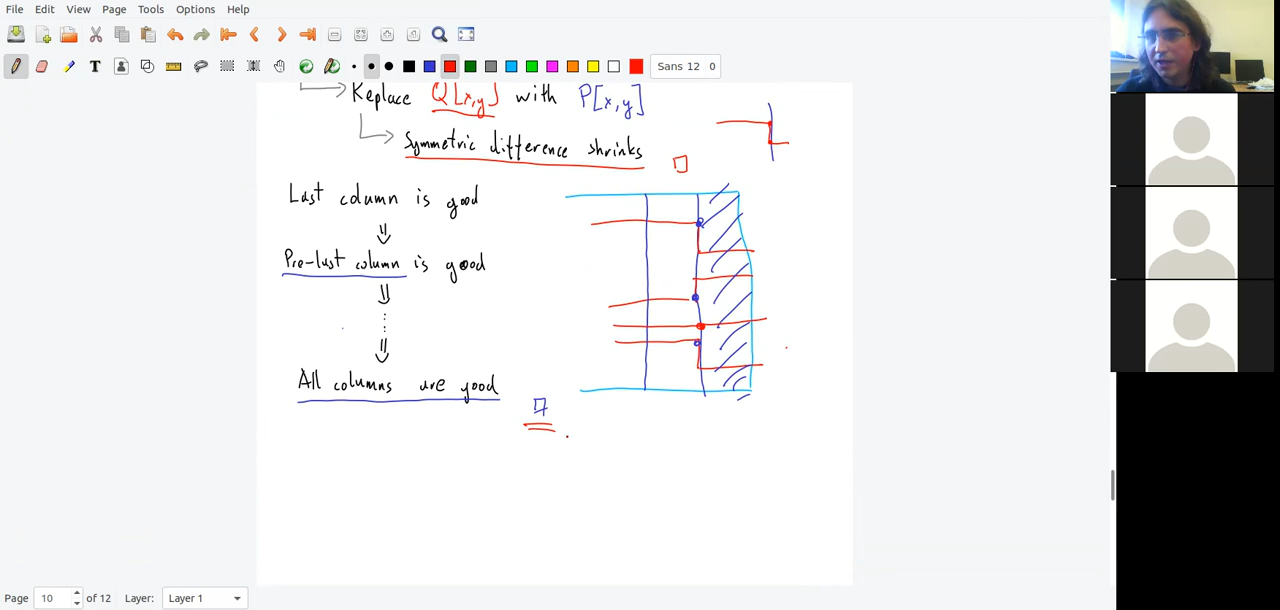 File Edit View Journal Tools Options Help
Sans 12 0
Replace Q[x,y] with P[x,y]
Symmetric difference shrinks
Last column is good
⇓
Pre-last column is good
⇓
⋮
⇓
All columns are good
Page 10 of 12 Layer: Layer 1